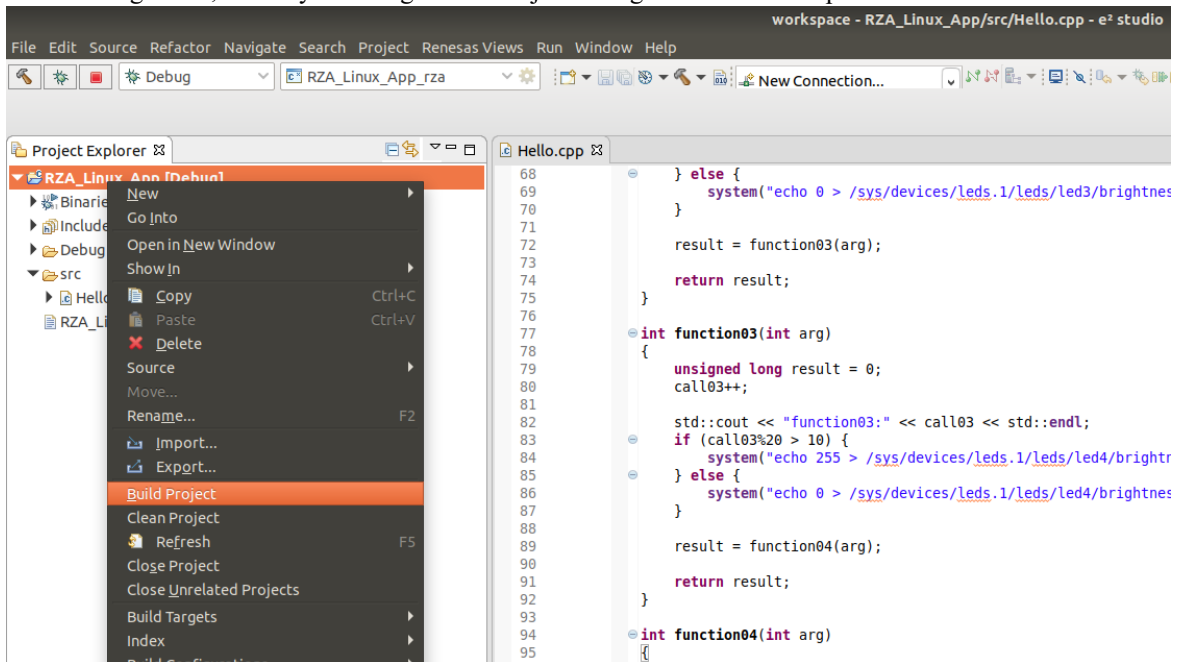 workspace - RZA_Linux_App/src/Hello.cpp - e² studio
File Edit Source Refactor Navigate Search Project Renesas Views Run Window Help
Debug RZA_Linux_App_rza New Connection...
Project Explorer
Hello.cpp
RZA_Linux_App [Debug]
Binarie
Include
Debug
src
Hello
RZA_Li
New
Go Into
Open in New Window
Show In
Copy Ctrl+C
Paste Ctrl+V
Delete
Source
Move...
Rename... F2
Import...
Export...
Build Project
Clean Project
Refresh F5
Close Project
Close Unrelated Projects
Build Targets
Index
68 } else {
69 system("echo 0 > /sys/devices/leds.1/leds/led3/brightnes
70 }
71
72 result = function03(arg);
73
74 return result;
75 }
76
77 int function03(int arg)
78 {
79 unsigned long result = 0;
80 call03++;
81
82 std::cout << "function03:" << call03 << std::endl;
83 if (call03%20 > 10) {
84 system("echo 255 > /sys/devices/leds.1/leds/led4/brightn
85 } else {
86 system("echo 0 > /sys/devices/leds.1/leds/led4/brightnes
87 }
88
89 result = function04(arg);
90
91 return result;
92 }
93
94 int function04(int arg)
95 {